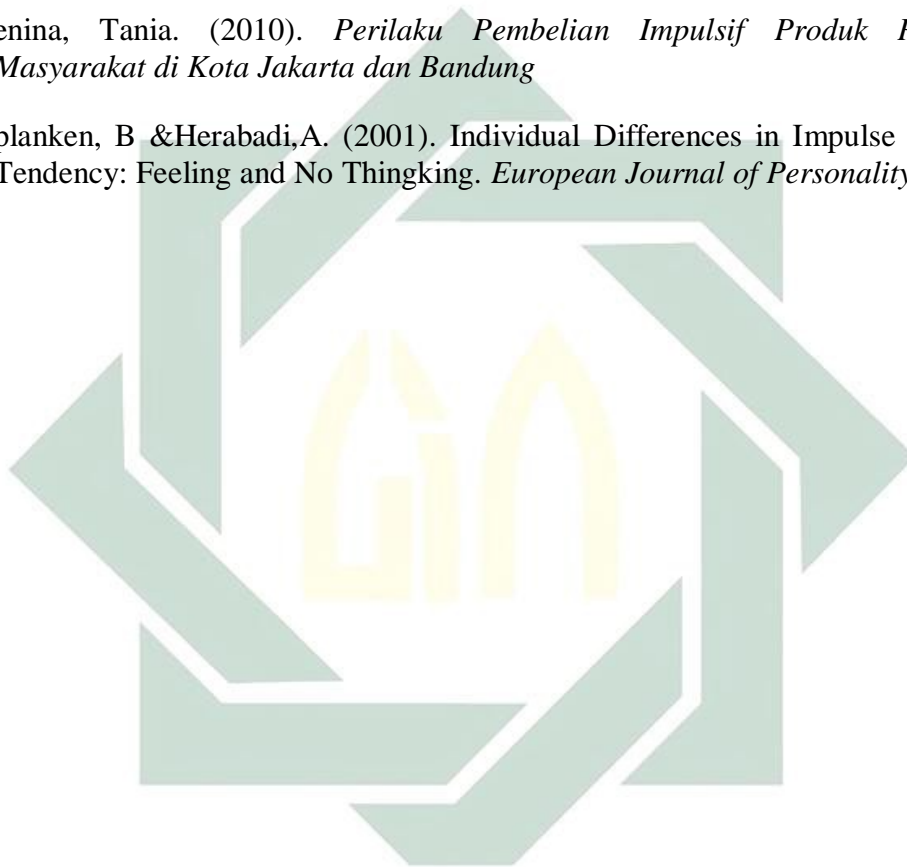 enina, Tania. (2010). Perilaku Pembelian Impulsif Produk
Masyarakat di Kota Jakarta dan Bandung
planken, B &Herabadi,A. (2001). Individual Differences in Impulse
Tendency: Feeling and No Thingking. European Journal of Personality